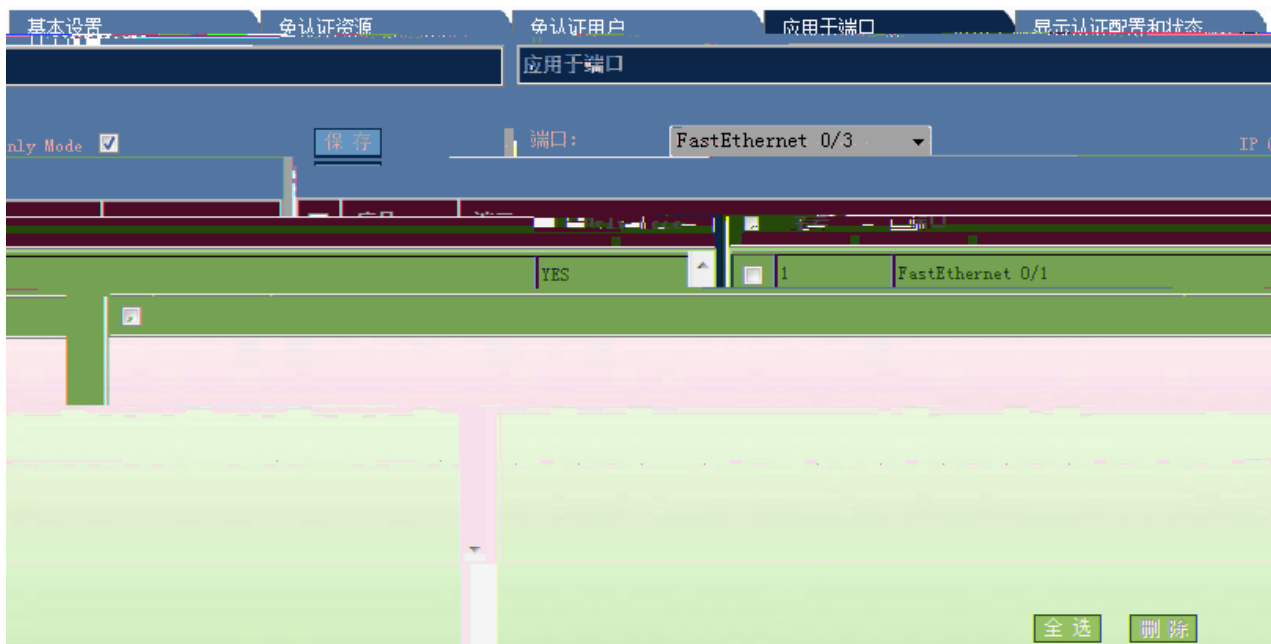 基本设置 免认证资源 免认证用户 应用于端口 显示认证配置和状态
应用于端口
nly Mode 保 存 端口: FastEthernet 0/3 IP
YES 1 FastEthernet 0/1
全 选 删 除